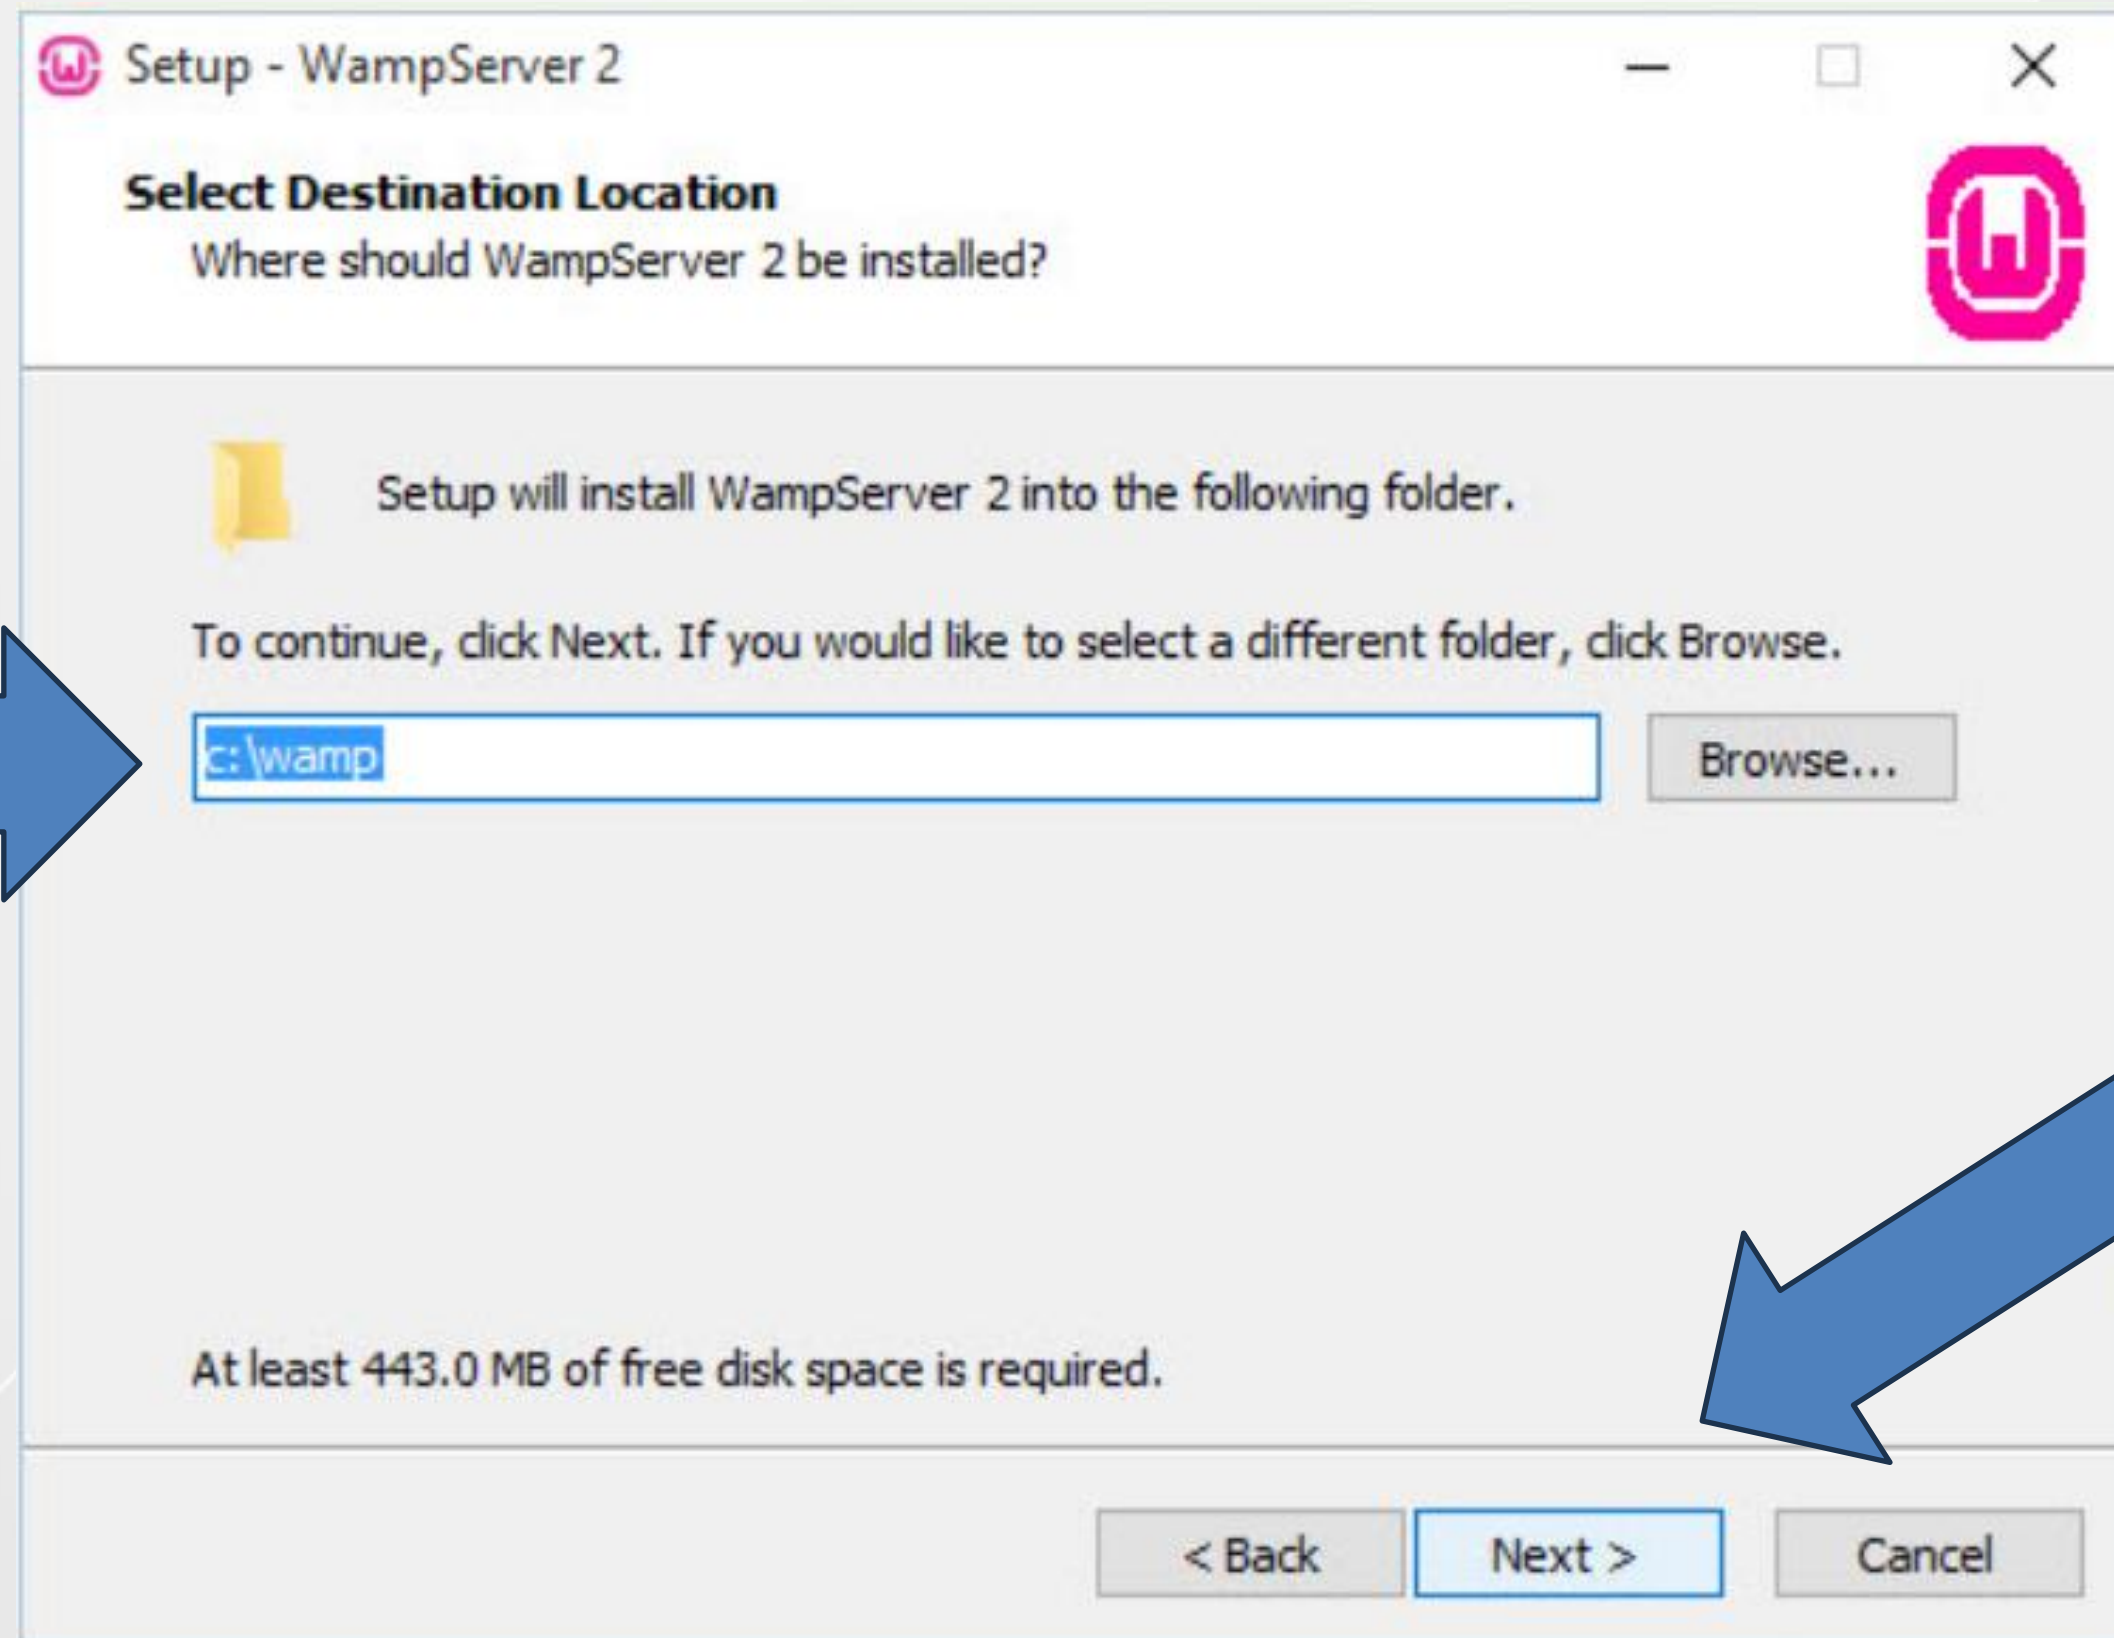 Setup - WampServer 2
Select Destination Location
Where should WampServer 2 be installed?
Setup will install WampServer 2 into the following folder.
To continue, click Next. If you would like to select a different folder, click Browse.
c:\wamp
Browse...
At least 443.0 MB of free disk space is required.
< Back Next > Cancel